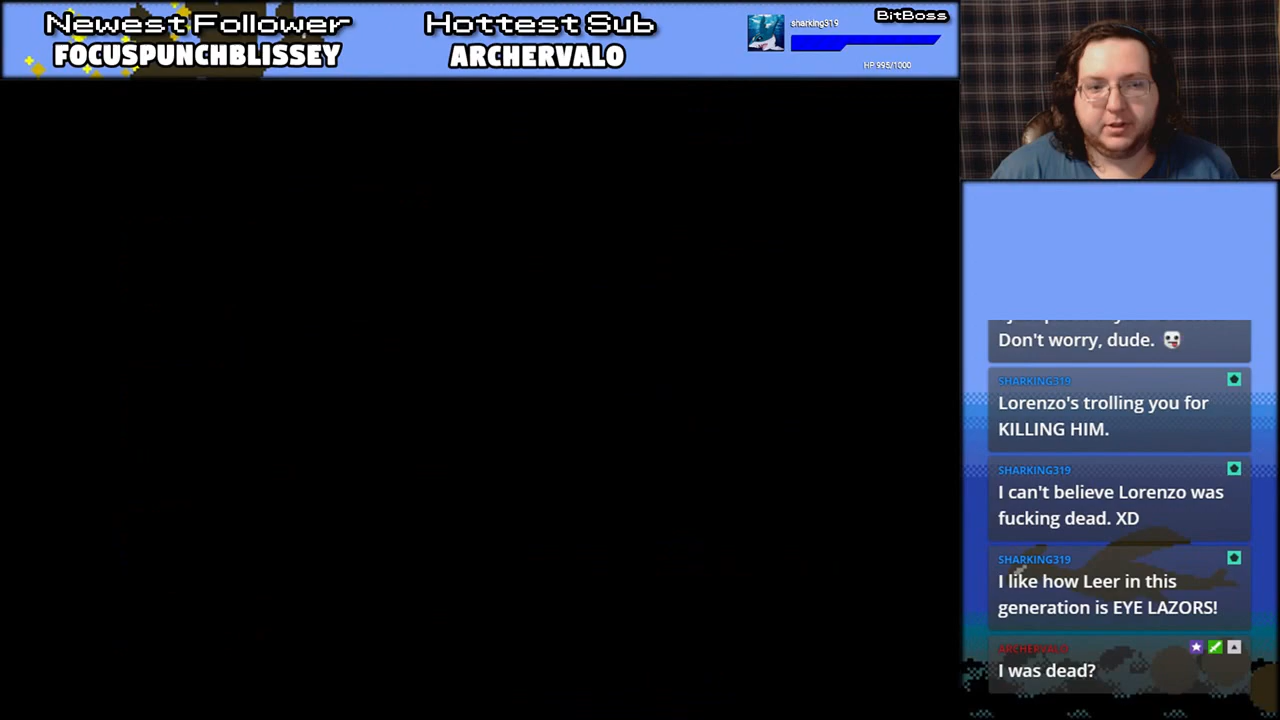 Newest Follower
FOCUSPUNCHBLISSEY
Hottest Sub
ARCHERVALO
BitBoss
sharking319
HP 995/1000
Don't worry, dude.
SHARKING319
Lorenzo's trolling you for
KILLING HIM.
SHARKING319
I can't believe Lorenzo was
fucking dead. XD
SHARKING319
I like how Leer in this
generation is EYE LAZORS!
ARCHERVALO
I was dead?